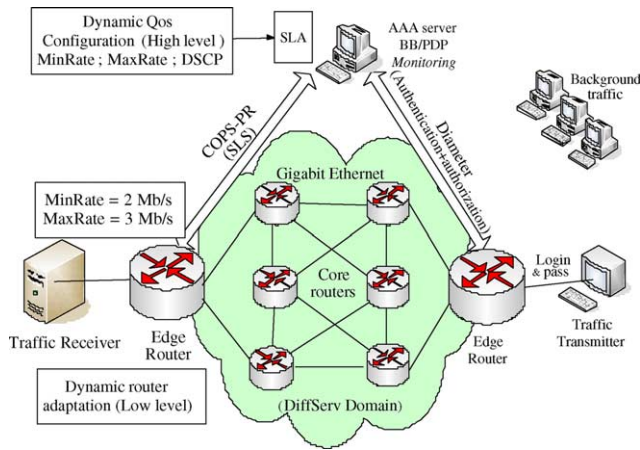 Dynamic Qos
Configuration (High level )
MinRate ; MaxRate ; DSCP
SLA
AAA server
BB/PDP
Monitoring
Background
traffic
COPS-PR
(SLS)
Diameter
(Authentication+authorization)
Gigabit Ethernet
MinRate = 2 Mb/s
MaxRate = 3 Mb/s
Core
routers
Login
& pass
Traffic Receiver
Edge
Router
Edge
Router
Traffic
Transmitter
Dynamic router
adaptation (Low level)
(DiffServ Domain)